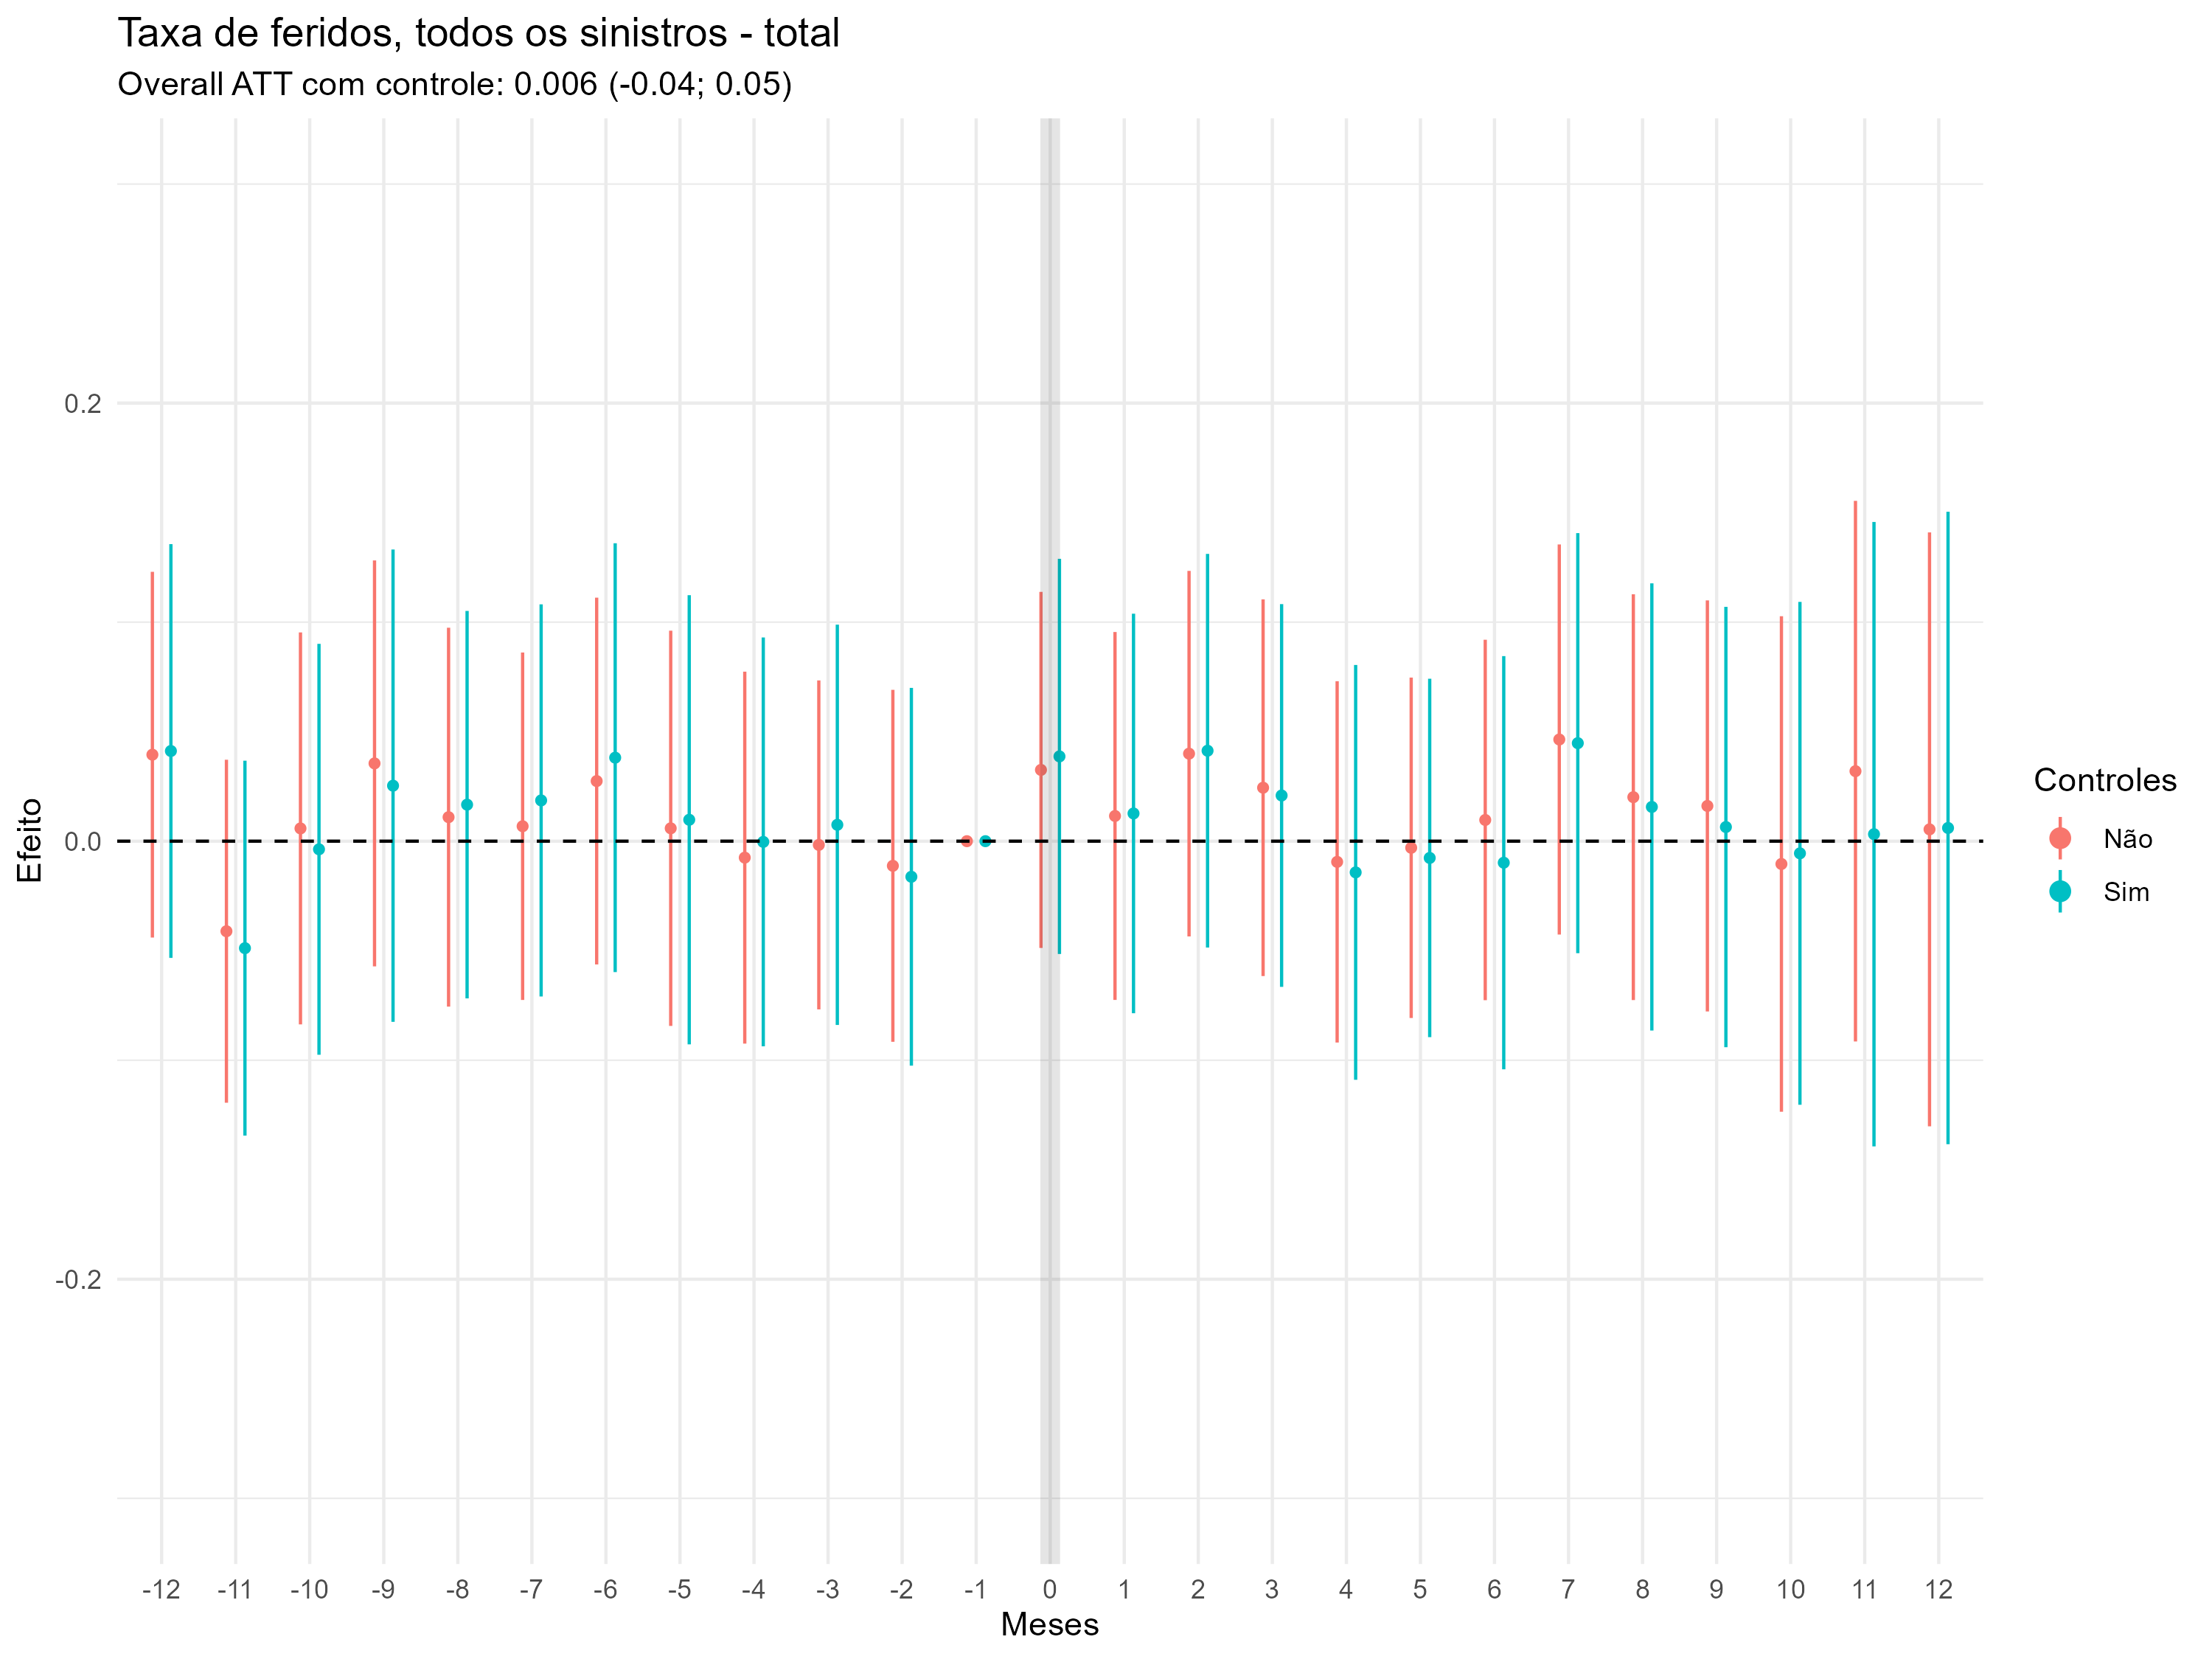 Taxa de feridos, todos os sinistros - total
Overall ATT com controle: 0.006 (-0.04; 0.05)
Efeito
0.2
0.0
-0.2
-12 -11 -10 -9 -8 -7 -6 -5 -4 -3 -2 -1 0 1 2 3 4 5 6 7 8 9 10 11 12
Meses
Controles
Não
Sim